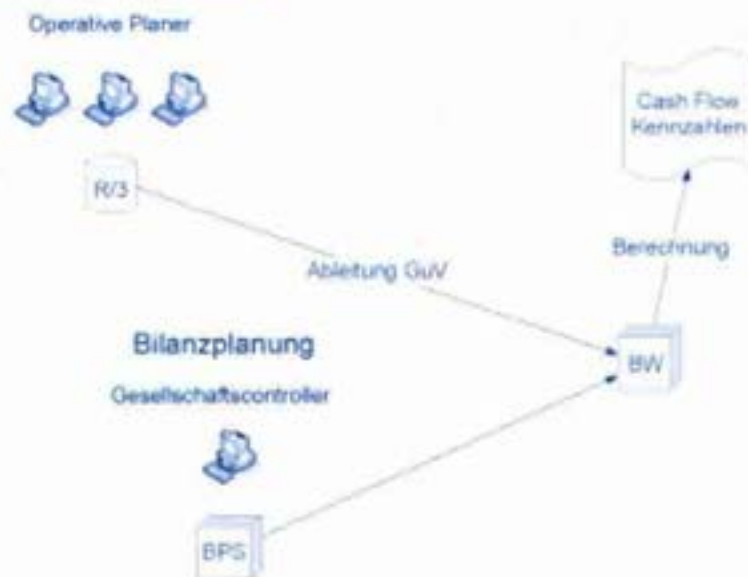 Operative Planer
Cash Flow
Kennzahlen
R/3
Berechnung
Ableitung GuV
Bilanzplanung
BW
Gesellschaftscontroller
BPS